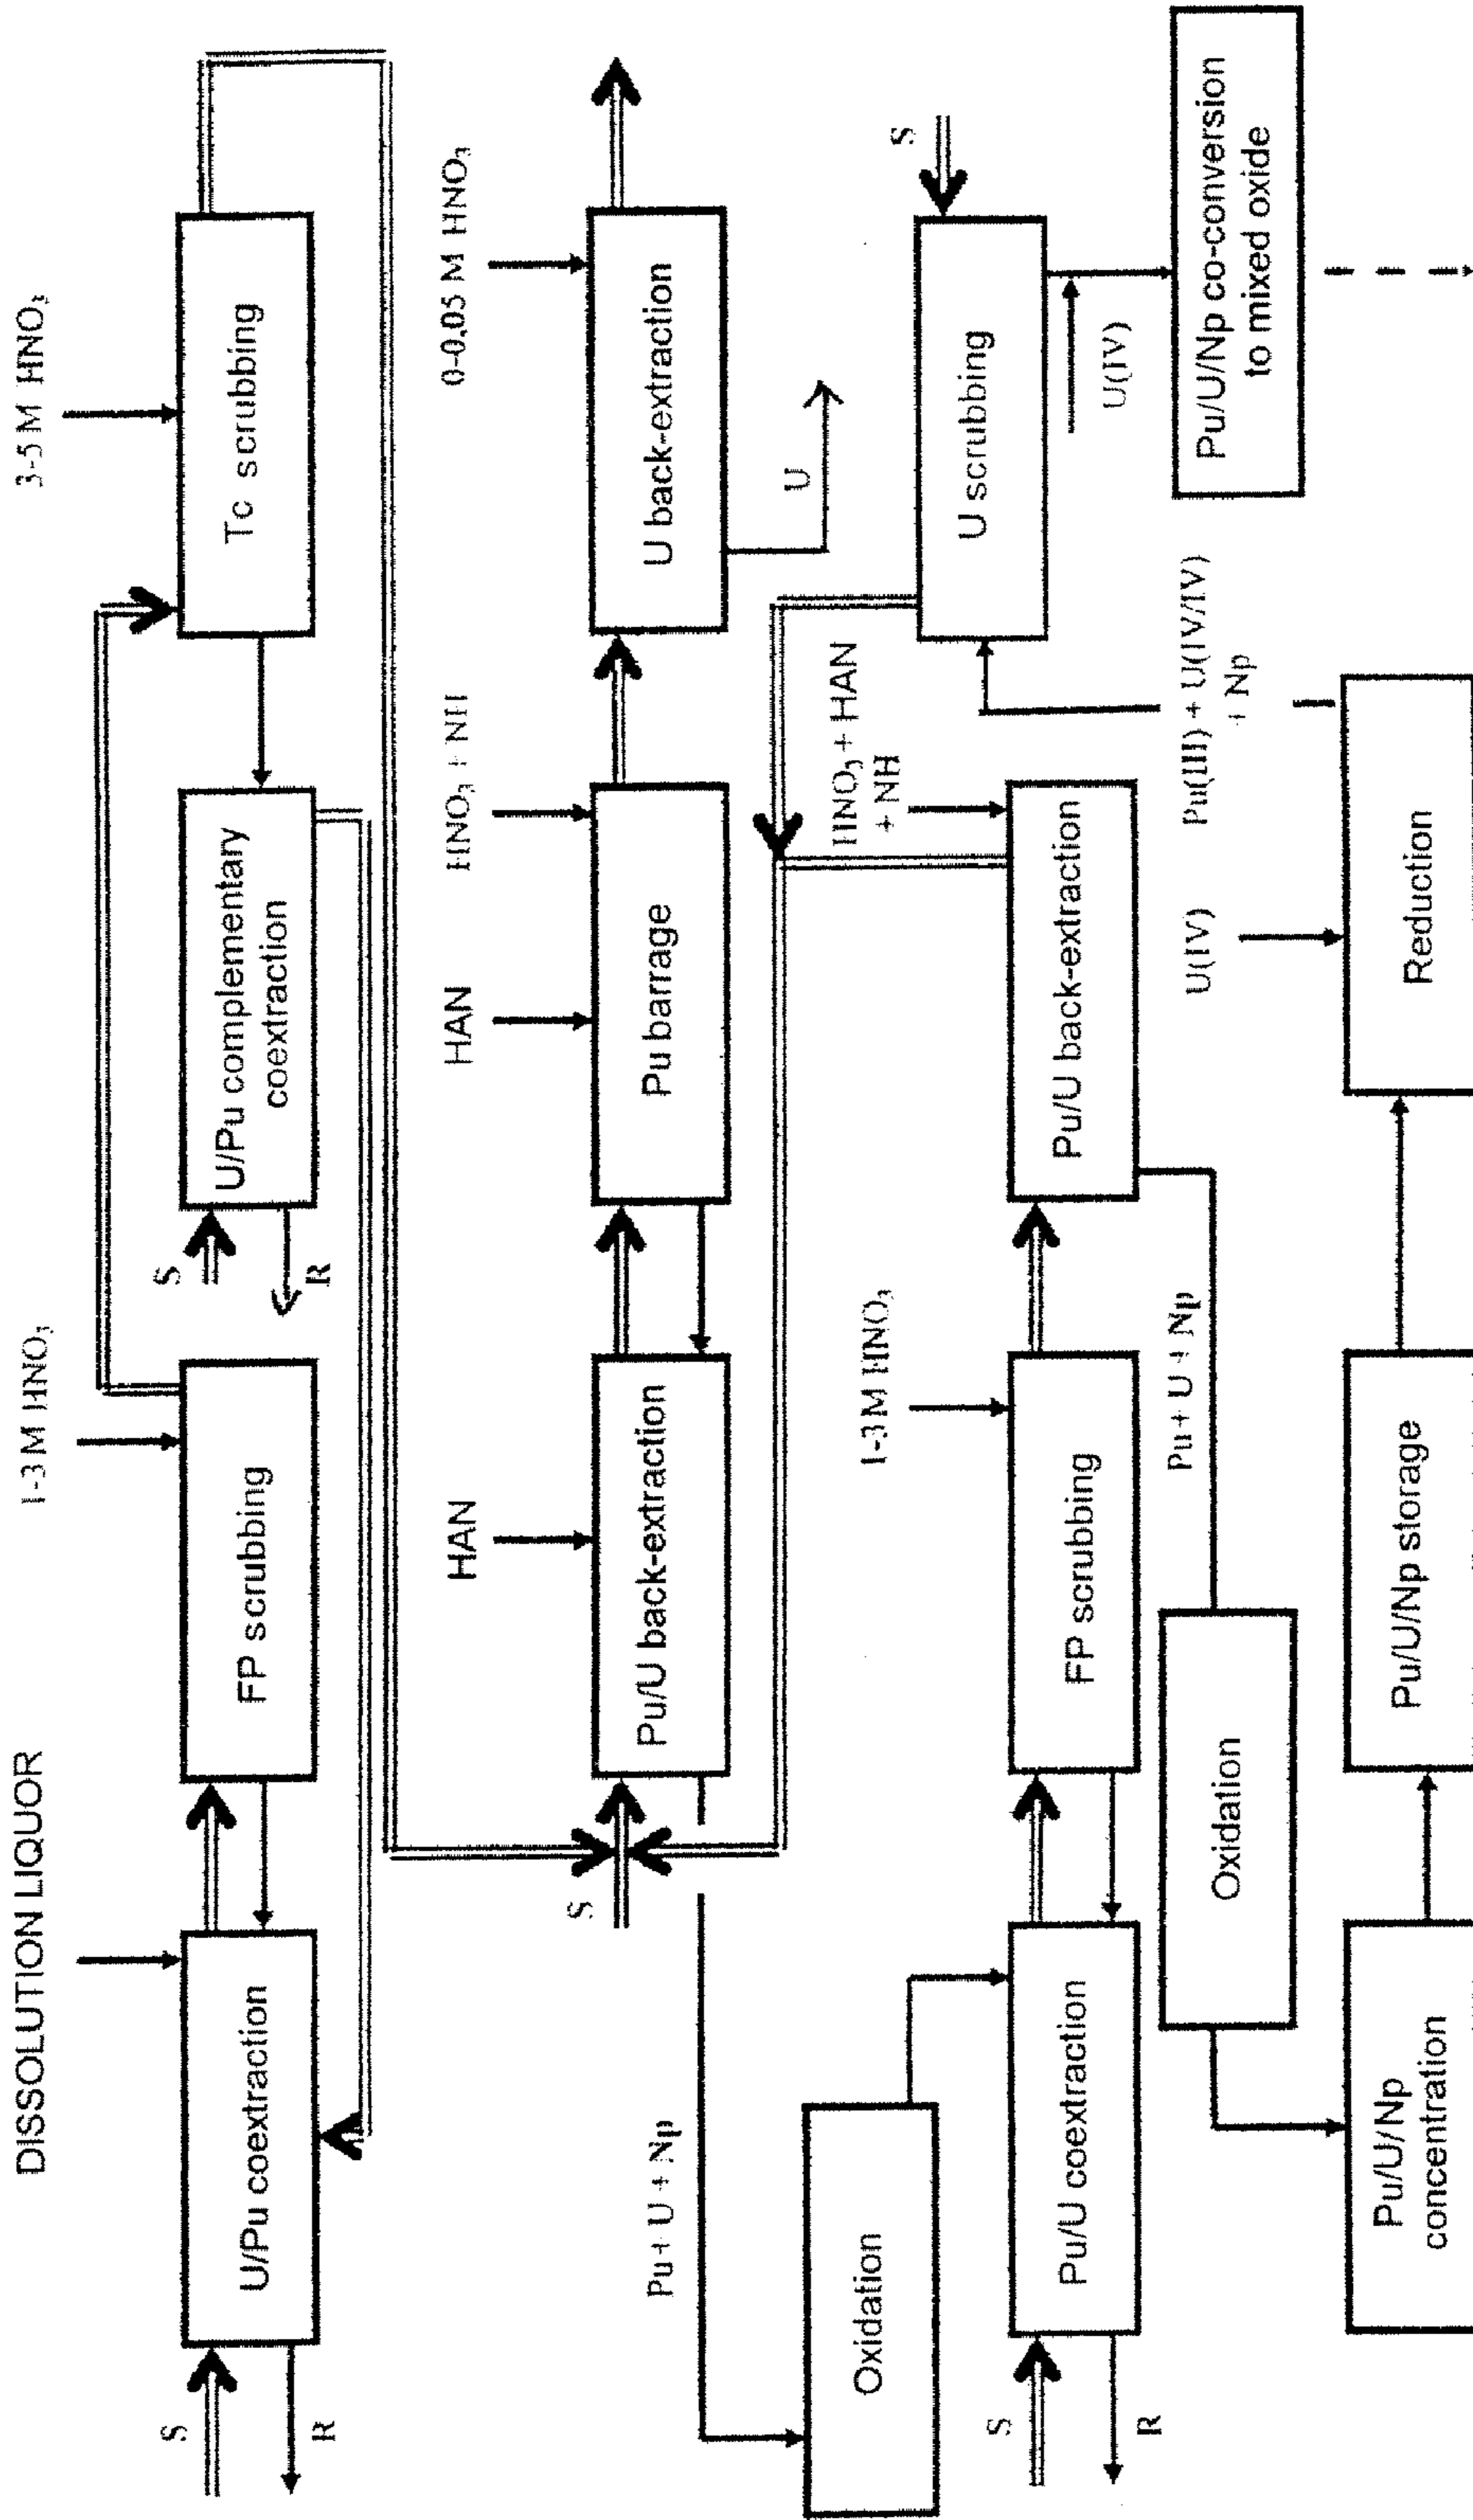 DISSOLUTION LIQUOR
1-3 M HNO₃
3-5 M HNO₃
U/Pu coextraction
FP scrubbing
U/Pu complementary
coextraction
Tc scrubbing
S
R
S
R
HAN
HAN
HNO₃ + NH
0-0,05 M HNO₃
S
Pu/U back-extraction
Pu barrage
U back-extraction
Pu + U + Np
U
Oxidation
1-3 M HNO₃
HNO₃ + HAN
+ NH
S
Pu/U coextraction
FP scrubbing
Pu/U back-extraction
U scrubbing
S
R
Pu + U + Np
U(IV)
U(IV)
Pu(III) + U(IV/IV)
+ Np
Oxidation
Pu/U/Np co-conversion
to mixed oxide
Pu/U/Np
concentration
Pu/U/Np storage
Reduction